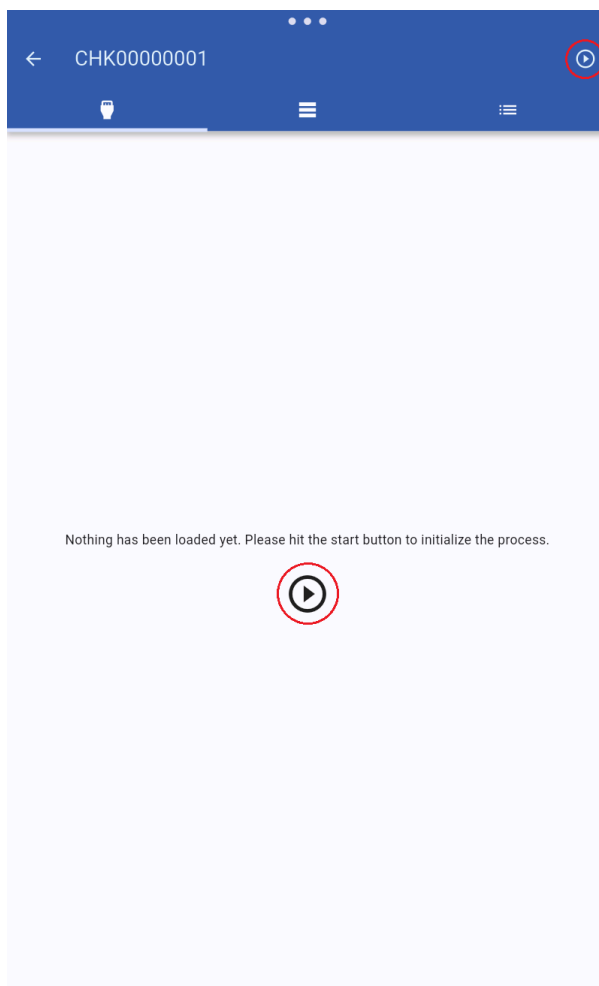 CHK00000001
Nothing has been loaded yet. Please hit the start button to initialize the process.